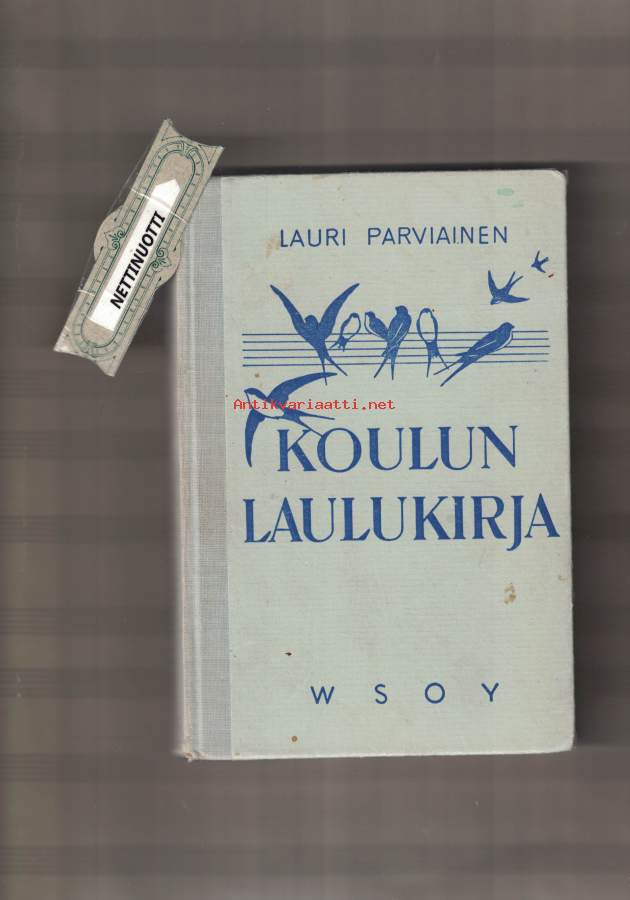 NETTINUOTTI
LAURI PARVIAINEN
Antikvariaatti.net
KOULUN
LAULUKIRJA
WSOY